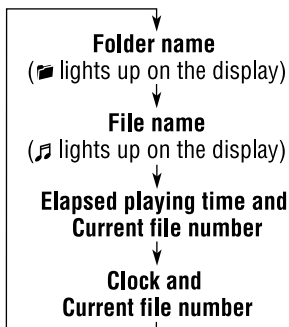 Folder name
( lights up on the display)
File name
( lights up on the display)
Elapsed playing time and
Current file number
Clock and
Current file number